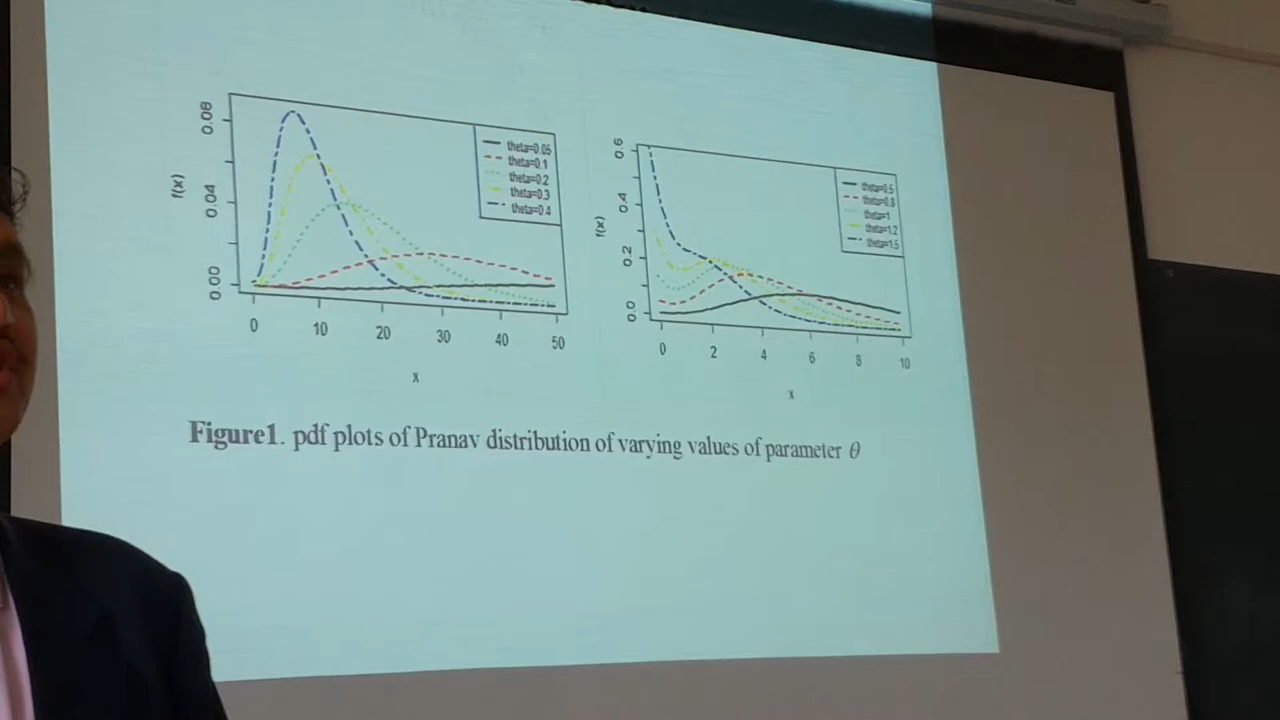 0.08
0.04
0.00
f(x)
theta=0.05
theta=0.1
theta=0.2
theta=0.3
theta=0.4
0 10 20 30 40 50
x
0.6
0.4
0.2
0.0
f(x)
theta=0.5
theta=0.8
theta=1
theta=1.2
theta=1.5
0 2 4 6 8 10
x
Figure1. pdf plots of Pranav distribution of varying values of parameter θ